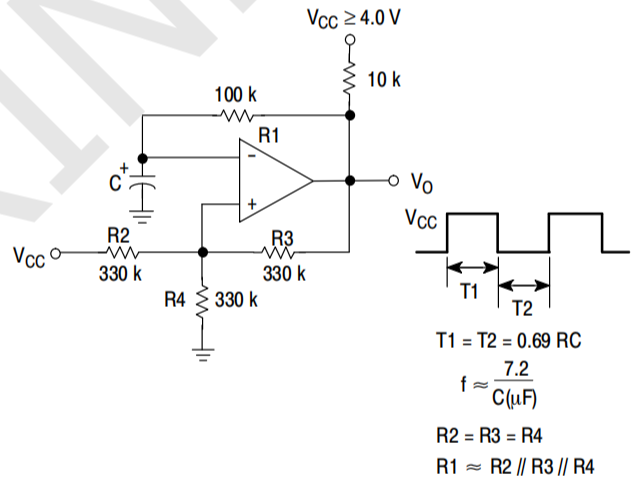 VCC ≥ 4.0 V
10 k
100 k
R1
−
+
C
+
VO
VCC
R2
330 k
R3
330 k
R4
330 k
VCC
T1
T2
T1 = T2 = 0.69 RC
f ≈ 7.2 / C(μF)
R2 = R3 = R4
R1 ≈ R2 // R3 // R4